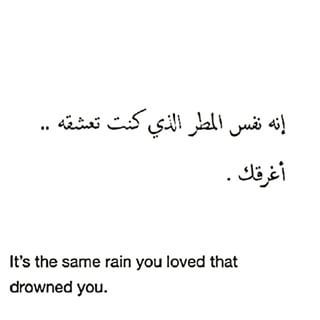 إنه نفس المطر الذي كنت تعشقه ..
أغرقك .
It's the same rain you loved that
drowned you.